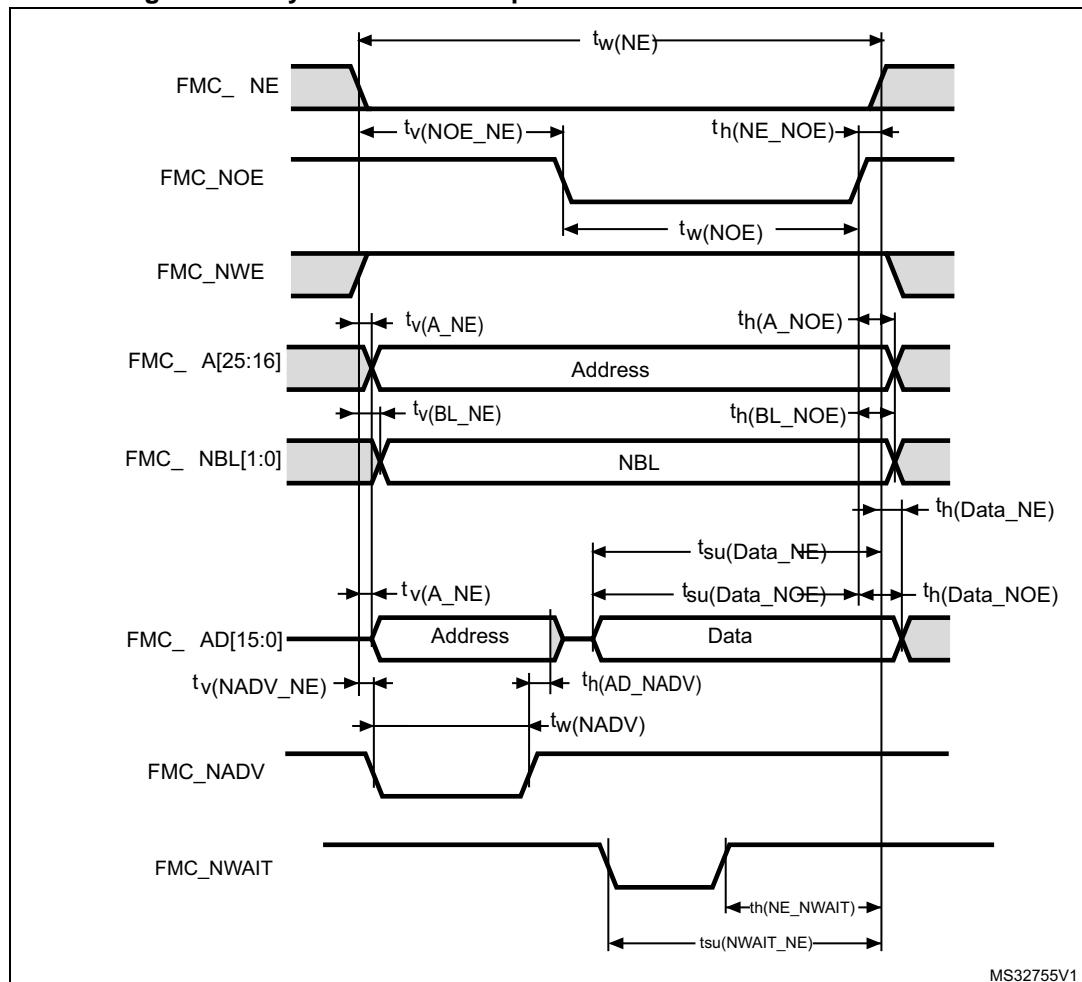 tw(NE)
FMC_ NE
tv(NOE_NE)
th(NE_NOE)
FMC_NOE
tw(NOE)
FMC_NWE
tv(A_NE)
th(A_NOE)
FMC_ A[25:16]
Address
tv(BL_NE)
th(BL_NOE)
FMC_ NBL[1:0]
NBL
th(Data_NE)
tsu(Data_NE)
tv(A_NE)
tsu(Data_NOE)
th(Data_NOE)
FMC_ AD[15:0]
Address
Data
tv(NADV_NE)
th(AD_NADV)
tw(NADV)
FMC_NADV
FMC_NWAIT
th(NE_NWAIT)
tsu(NWAIT_NE)
MS32755V1